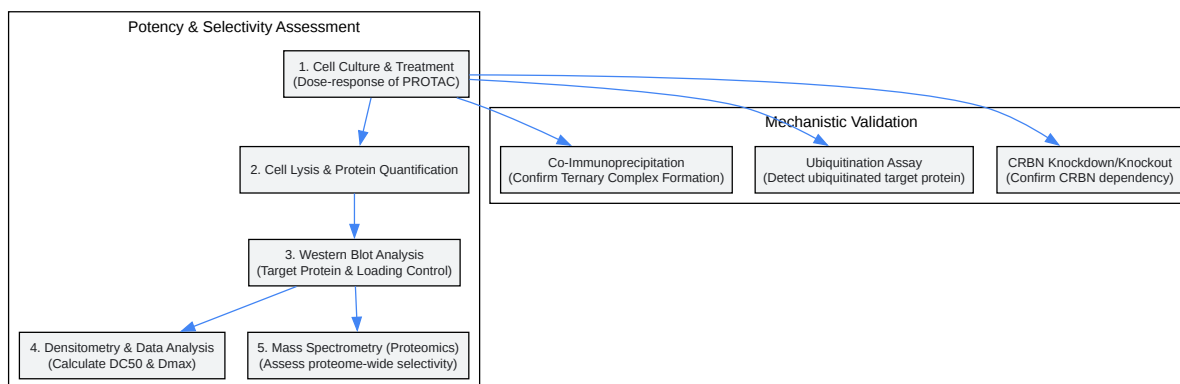 Potency & Selectivity Assessment
1. Cell Culture & Treatment
(Dose-response of PROTAC)
Mechanistic Validation
Co-Immunoprecipitation
(Confirm Ternary Complex Formation)
Ubiquitination Assay
(Detect ubiquitinated target protein)
CRBN Knockdown/Knockout
(Confirm CRBN dependency)
2. Cell Lysis & Protein Quantification
3. Western Blot Analysis
(Target Protein & Loading Control)
4. Densitometry & Data Analysis
(Calculate DC50 & Dmax)
5. Mass Spectrometry (Proteomics)
(Assess proteome-wide selectivity)